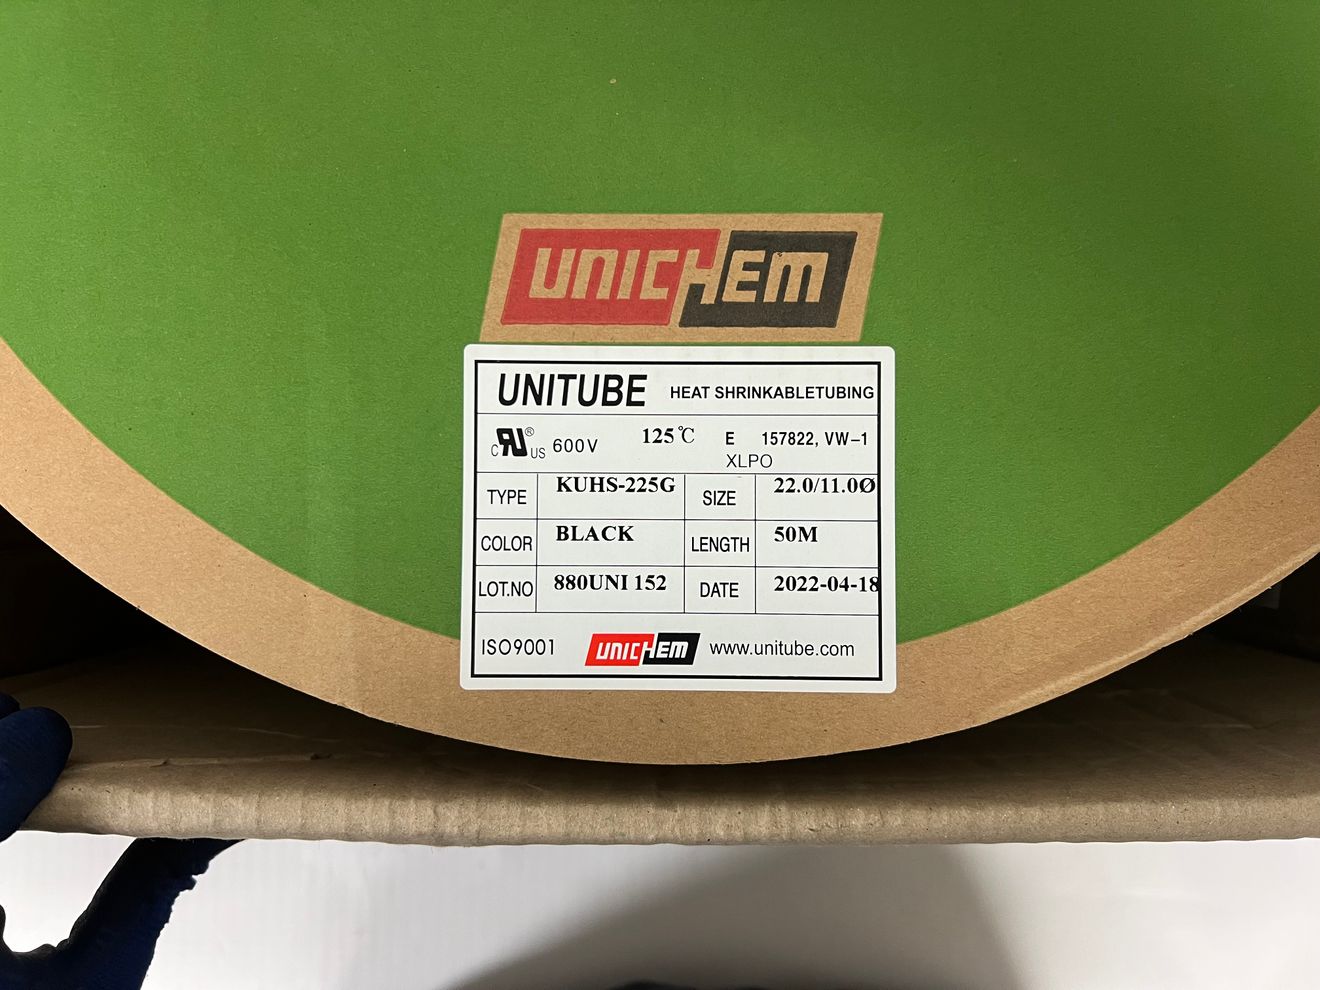 UNICHEM
UNITUBE HEAT SHRINKABLETUBING
c RU ® US 600V 125℃ E 157822, VW-1
XLPO
TYPE KUHS-225G SIZE 22.0/11.0Ø
COLOR BLACK LENGTH 50M
LOT.NO 880UNI 152 DATE 2022-04-18
ISO9001 UNICHEM www.unitube.com